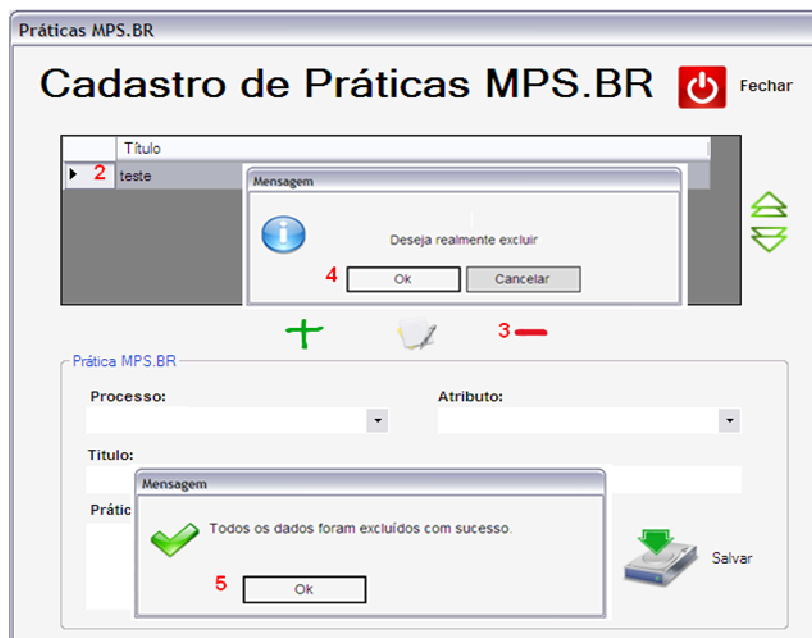 Práticas MPS.BR
Cadastro de Práticas MPS.BR
Fechar
Título
2 teste
Mensagem
Deseja realmente excluir
4 Ok Cancelar
3
Prática MPS.BR
Processo: Atributo:
Título:
Mensagem
Prátic
Todos os dados foram excluídos com sucesso.
Salvar
5 Ok